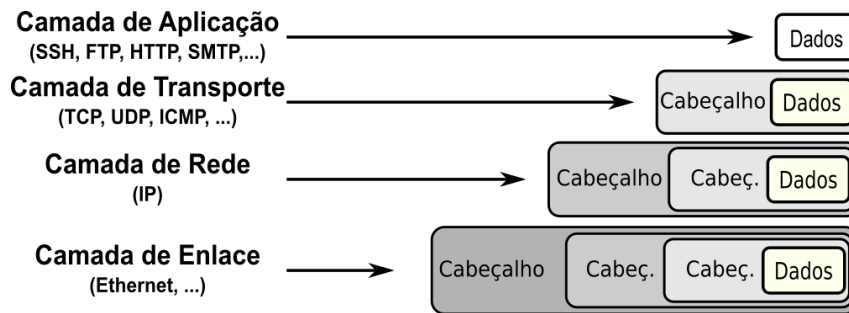 Camada de Aplicação
(SSH, FTP, HTTP, SMTP,...)
Dados
Camada de Transporte
(TCP, UDP, ICMP, ...)
Cabeçalho Dados
Camada de Rede
(IP)
Cabeçalho Cabeç. Dados
Camada de Enlace
(Ethernet, ...)
Cabeçalho Cabeç. Cabeç. Dados